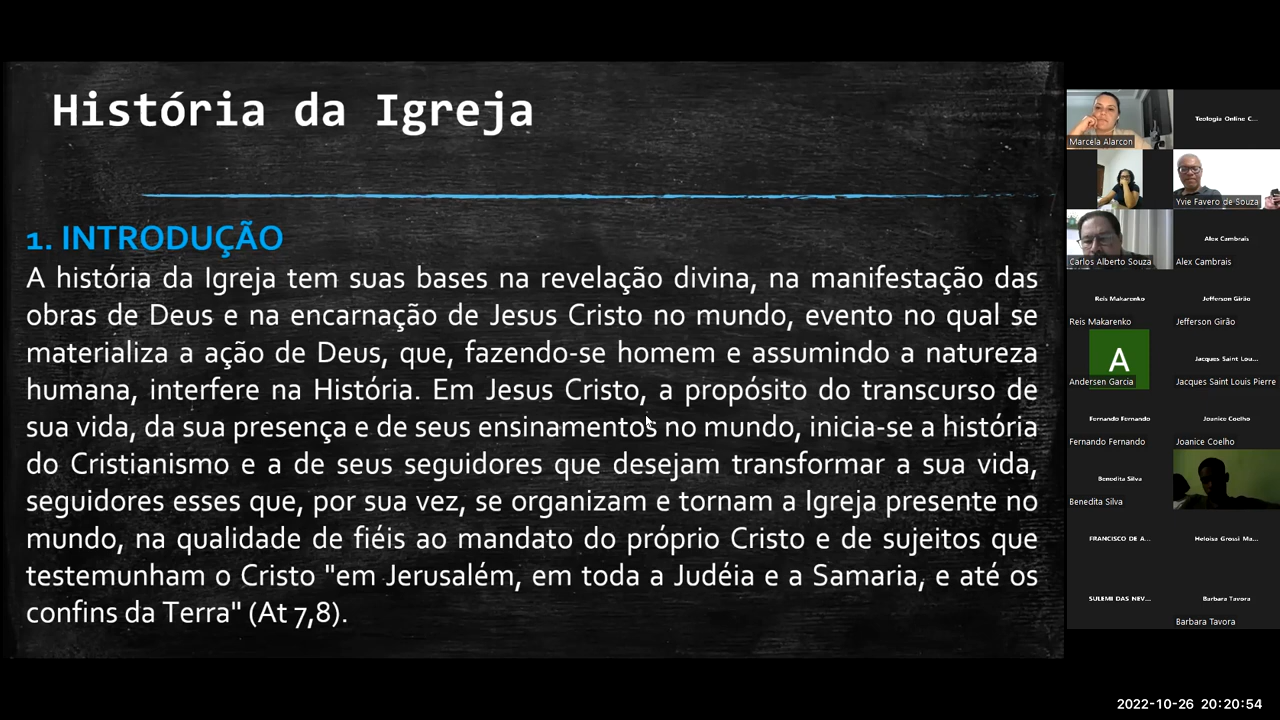 História da Igreja
1. INTRODUÇÃO
A história da Igreja tem suas bases na revelação divina, na manifestação das
obras de Deus e na encarnação de Jesus Cristo no mundo, evento no qual se
materializa a ação de Deus, que, fazendo-se homem e assumindo a natureza
humana, interfere na História. Em Jesus Cristo, a propósito do transcurso de
sua vida, da sua presença e de seus ensinamentos no mundo, inicia-se a história
do Cristianismo e a de seus seguidores que desejam transformar a sua vida,
seguidores esses que, por sua vez, se organizam e tornam a Igreja presente no
mundo, na qualidade de fiéis ao mandato do próprio Cristo e de sujeitos que
testemunham o Cristo "em Jerusalém, em toda a Judéia e a Samaria, e até os
confins da Terra" (At 7,8).
Marcela Alarcon
Teologia Online C...
Yvie Favero de Souza
Carlos Alberto Souza
Alex Cambrais
Alex Cambrais
Reis Makarenko
Reis Makarenko
Jefferson Girão
Jefferson Girão
A
Andersen Garcia
Jacques Saint Lou...
Jacques Saint Louis Pierre
Fernando Fernando
Fernando Fernando
Joanice Coelho
Joanice Coelho
Benedita Silva
Benedita Silva
FRANCISCO DE A...
Heloisa Grossi Ma...
SULEMI DAS NEV...
Barbara Tavora
Barbara Tavora
2022-10-26 20:20:54